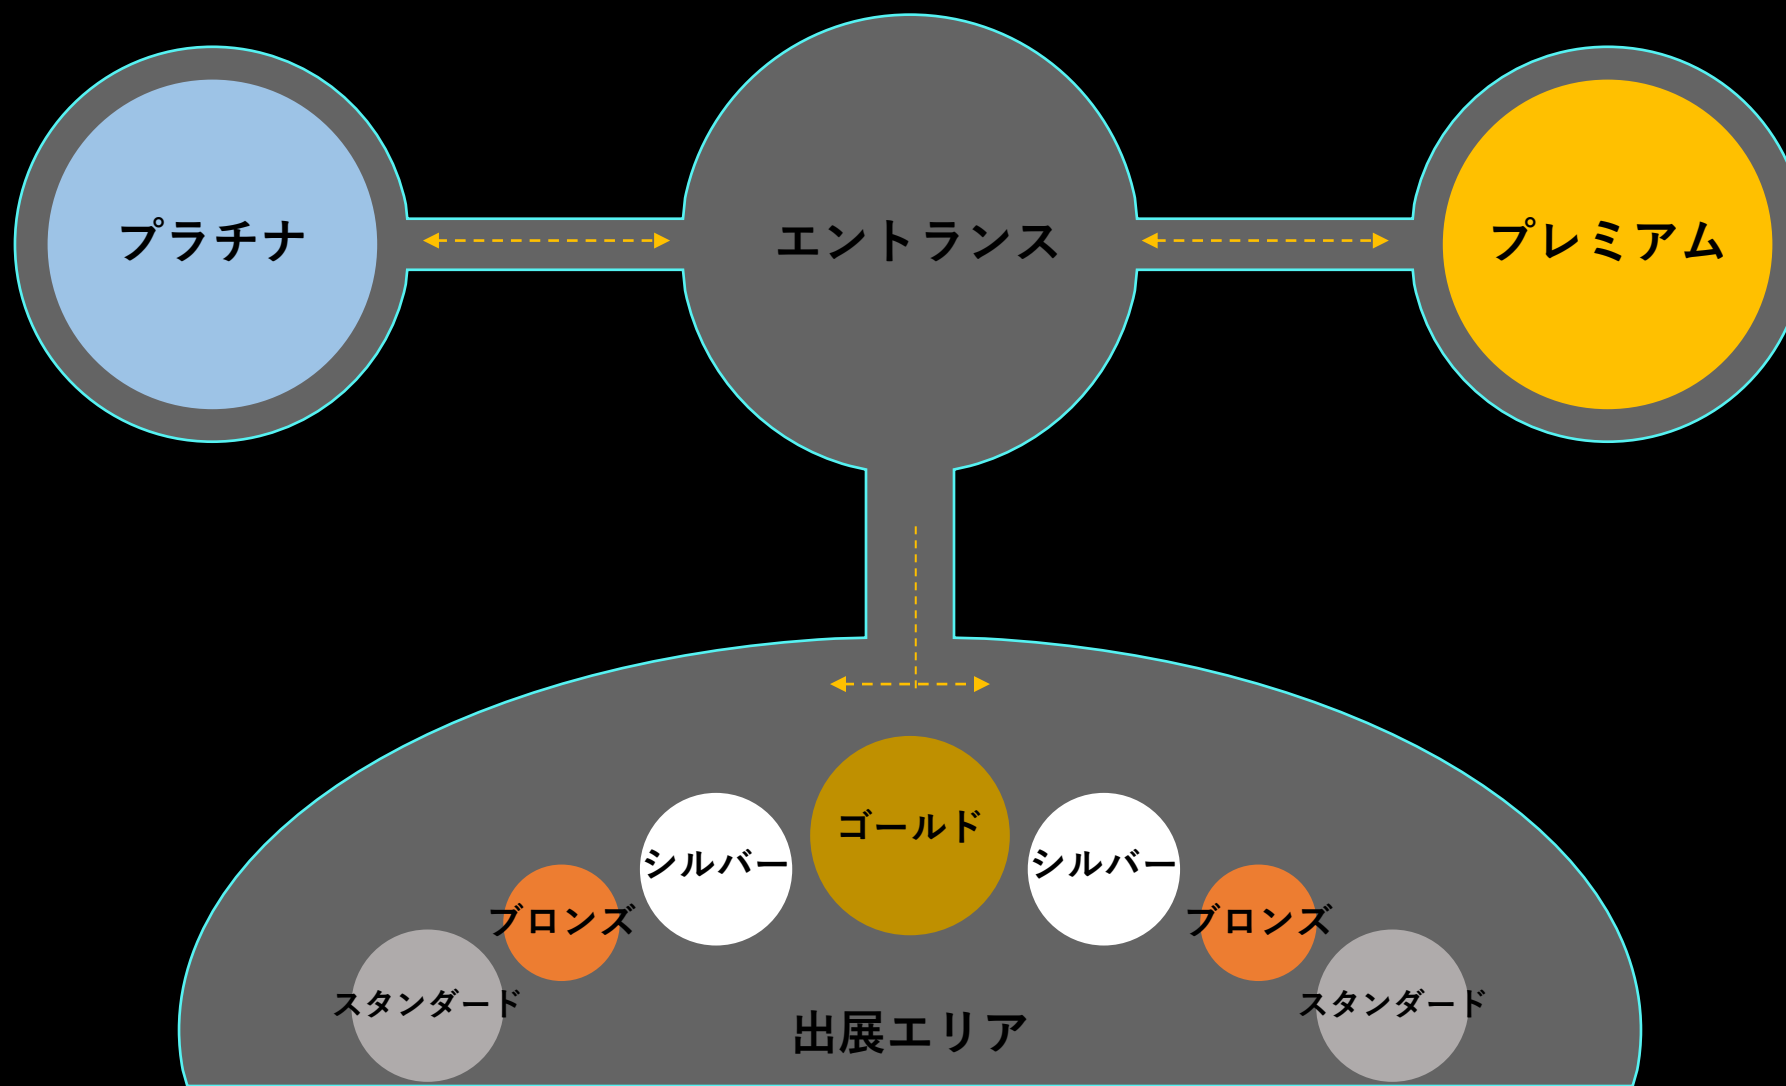 プラチナ
エントランス
プレミアム
ゴールド
シルバー
シルバー
ブロンズ
ブロンズ
スタンダード
スタンダード
出展エリア